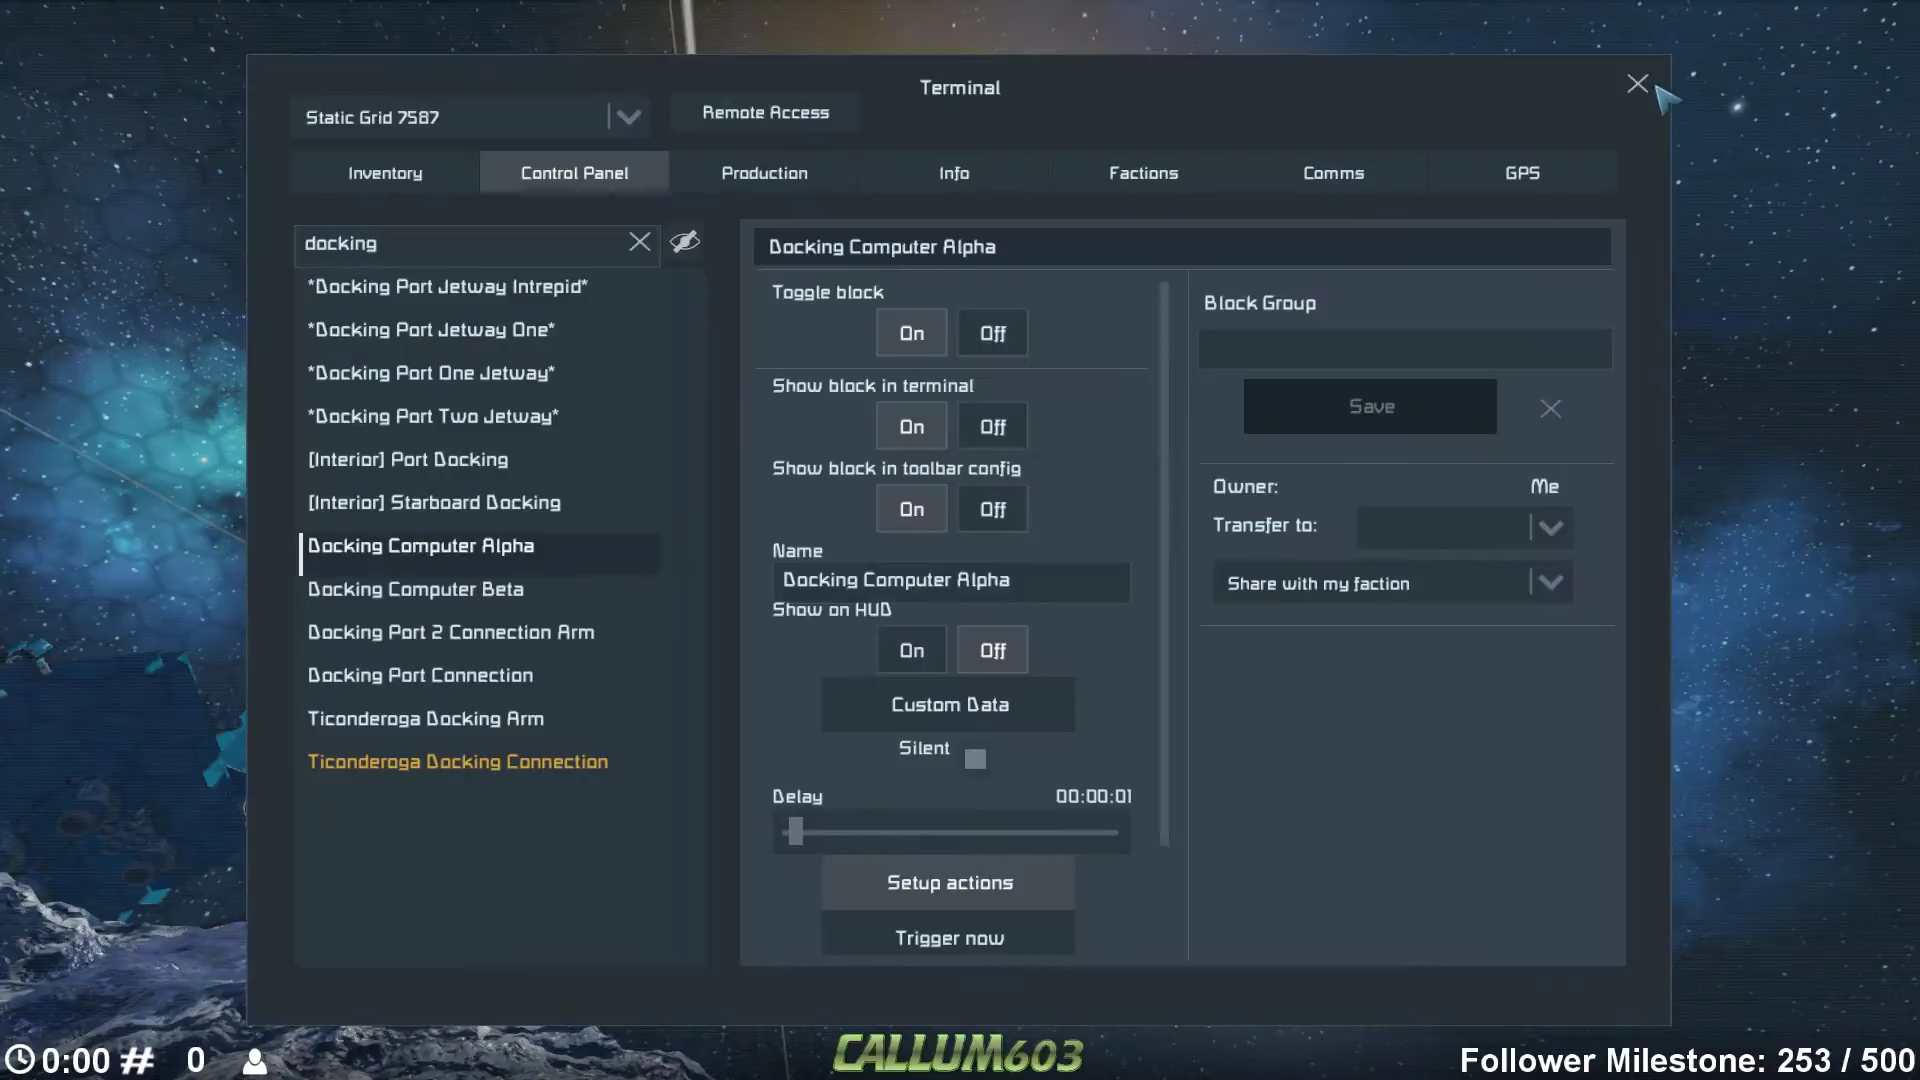 Terminal
Static Grid 7587
Remote Access
Inventory
Control Panel
Production
Info
Factions
Comms
GPS
docking
*Docking Port Jetway Intrepid*
*Docking Port Jetway One*
*Docking Port One Jetway*
*Docking Port Two Jetway*
[Interior] Port Docking
[Interior] Starboard Docking
Docking Computer Alpha
Docking Computer Beta
Docking Port 2 Connection Arm
Docking Port Connection
Ticonderoga Docking Arm
Ticonderoga Docking Connection
Docking Computer Alpha
Toggle block
On Off
Show block in terminal
On Off
Show block in toolbar config
On Off
Name
Docking Computer Alpha
Show on HUD
On Off
Custom Data
Silent
Delay 00:00:01
Setup actions
Trigger now
Block Group
Save
Owner: Me
Transfer to:
Share with my faction
0:00 # 0
CALLUM603
Follower Milestone: 253 / 500